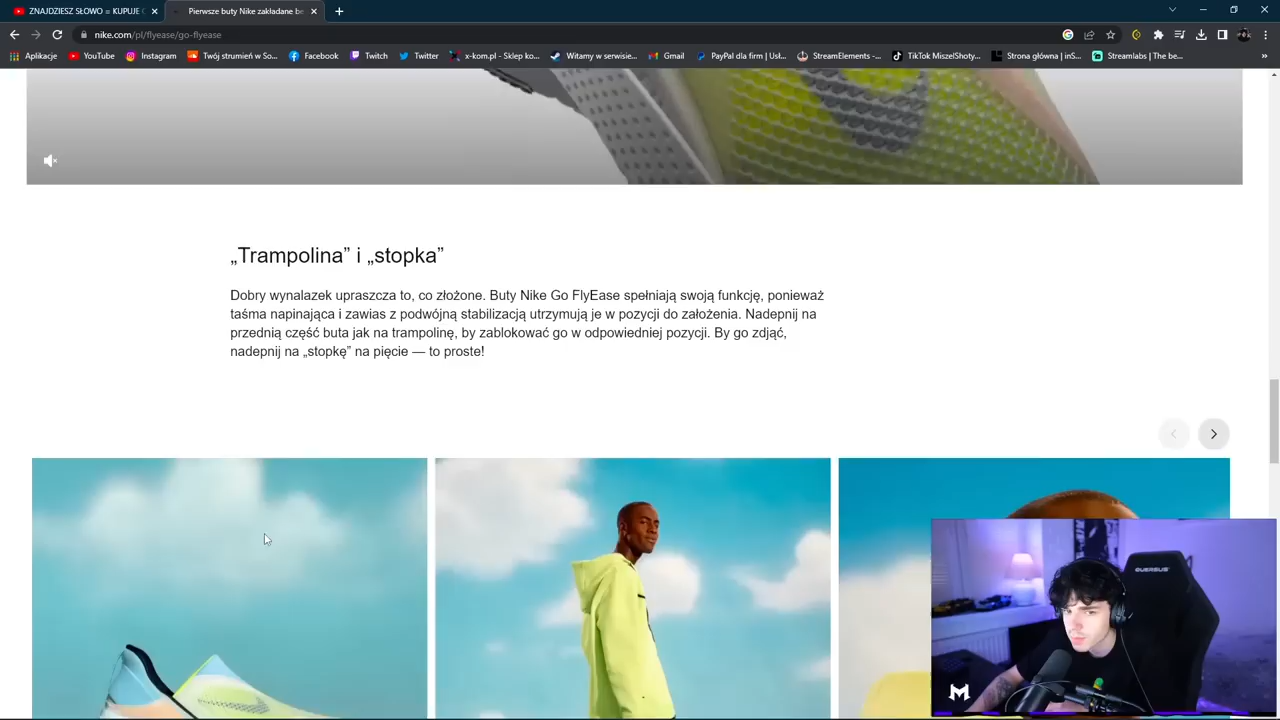 ZNAJDZIESZ SŁOWO = KUPUJE
Pierwsze buty Nike zakładane be
nike.com/pl/flyease/go-flyease
Aplikacje
YouTube
Instagram
Twój strumień w So...
Facebook
Twitch
Twitter
x-kom.pl - Sklep ko...
Witamy w serwisie...
Gmail
PayPal dla firm | Usł...
StreamElements -...
TikTok MiszelShoty...
Strona główna | inS...
Streamlabs | The be...
„Trampolina” i „stopka”
Dobry wynalazek upraszcza to, co złożone. Buty Nike Go FlyEase spełniają swoją funkcję, ponieważ
taśma napinająca i zawias z podwójną stabilizacją utrzymują je w pozycji do założenia. Nadepnij na
przednią część buta jak na trampolinę, by zablokować go w odpowiedniej pozycji. By go zdjąć,
nadepnij na „stopkę” na pięcie — to proste!
QUERSUS